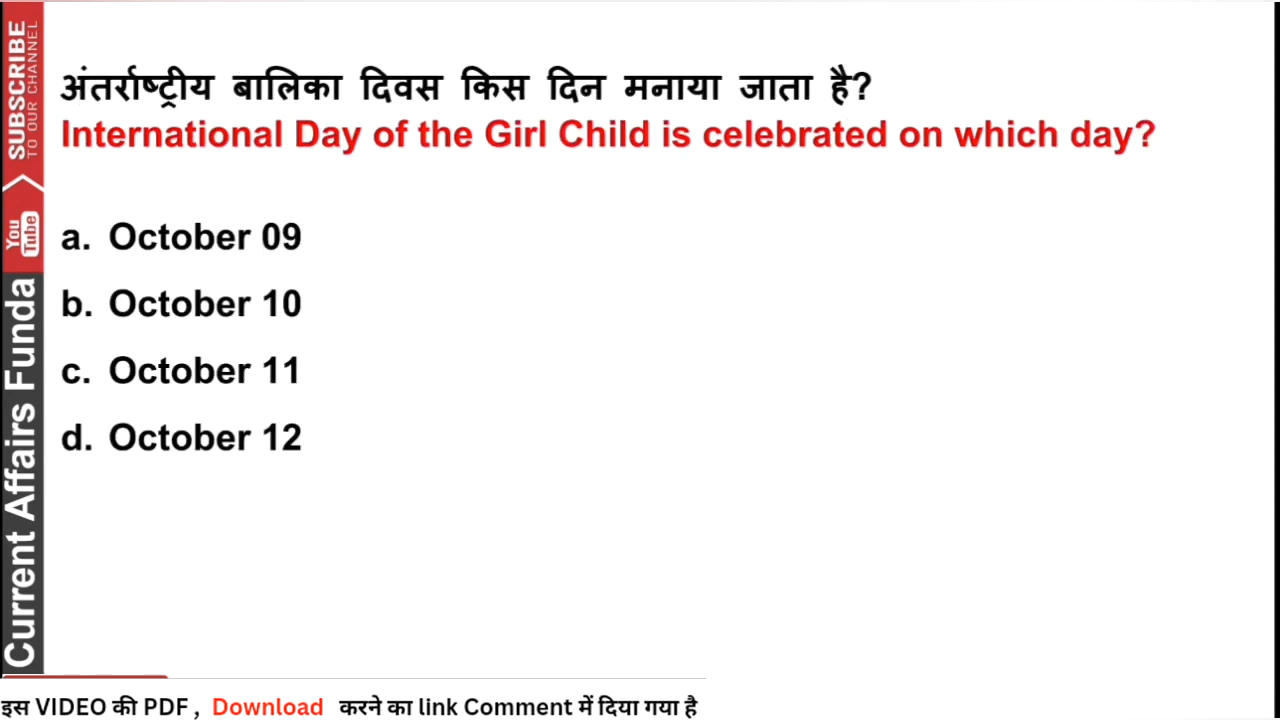 अंतर्राष्ट्रीय बालिका दिवस किस दिन मनाया जाता है?
International Day of the Girl Child is celebrated on which day?
a. October 09
b. October 10
c. October 11
d. October 12
SUBSCRIBE
TO OUR CHANNEL
You
Tube
Current Affairs Funda
इस VIDEO की PDF , Download करने का link Comment में दिया गया है